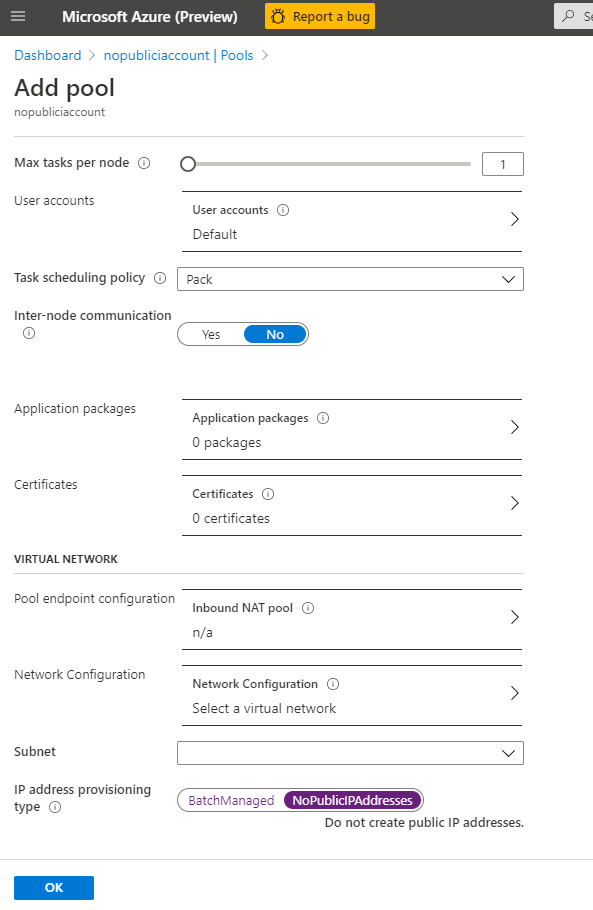 Microsoft Azure (Preview) Report a bug Se
Dashboard > nopubliciaccount | Pools >
Add pool
nopubliciaccount
Max tasks per node 1
User accounts
User accounts
Default
Task scheduling policy Pack
Inter-node communication
Yes No
Application packages
Application packages
0 packages
Certificates
Certificates
0 certificates
VIRTUAL NETWORK
Pool endpoint configuration
Inbound NAT pool
n/a
Network Configuration
Network Configuration
Select a virtual network
Subnet
IP address provisioning
type
BatchManaged NoPublicIPAddresses
Do not create public IP addresses.
OK